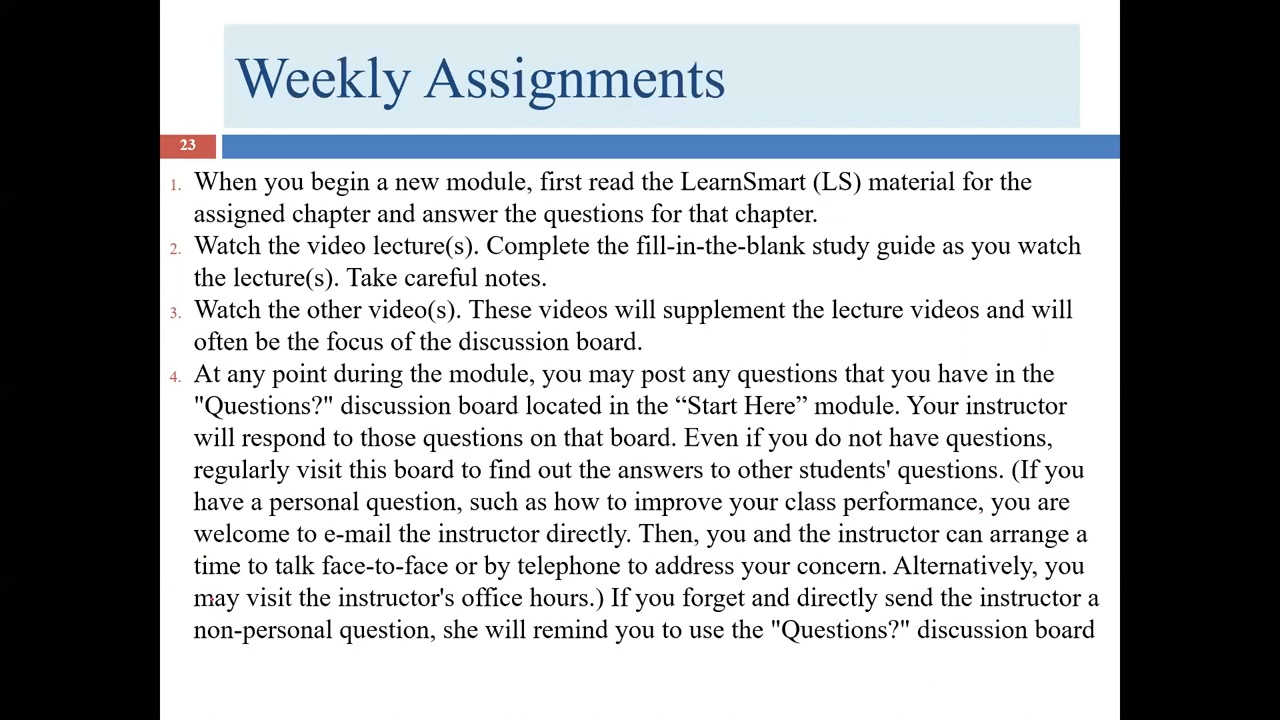 Weekly Assignments
23
1. When you begin a new module, first read the LearnSmart (LS) material for the
assigned chapter and answer the questions for that chapter.
2. Watch the video lecture(s). Complete the fill-in-the-blank study guide as you watch
the lecture(s). Take careful notes.
3. Watch the other video(s). These videos will supplement the lecture videos and will
often be the focus of the discussion board.
4. At any point during the module, you may post any questions that you have in the
"Questions?" discussion board located in the “Start Here” module. Your instructor
will respond to those questions on that board. Even if you do not have questions,
regularly visit this board to find out the answers to other students' questions. (If you
have a personal question, such as how to improve your class performance, you are
welcome to e-mail the instructor directly. Then, you and the instructor can arrange a
time to talk face-to-face or by telephone to address your concern. Alternatively, you
may visit the instructor's office hours.) If you forget and directly send the instructor a
non-personal question, she will remind you to use the "Questions?" discussion board